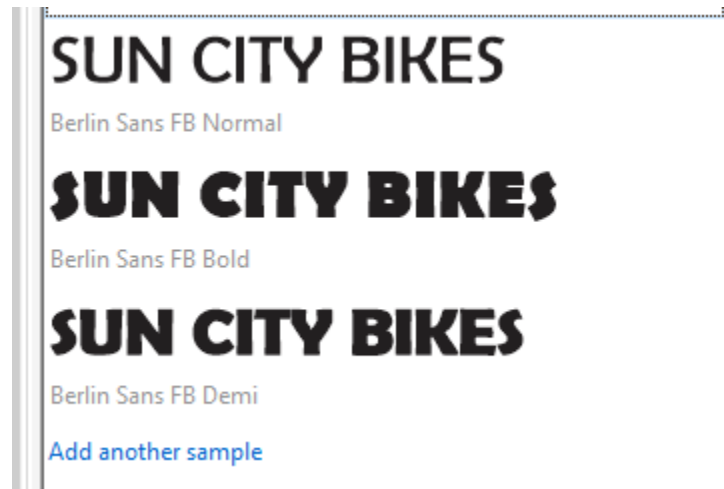 SUN CITY BIKES
Berlin Sans FB Normal
SUN CITY BIKES
Berlin Sans FB Bold
SUN CITY BIKES
Berlin Sans FB Demi
Add another sample